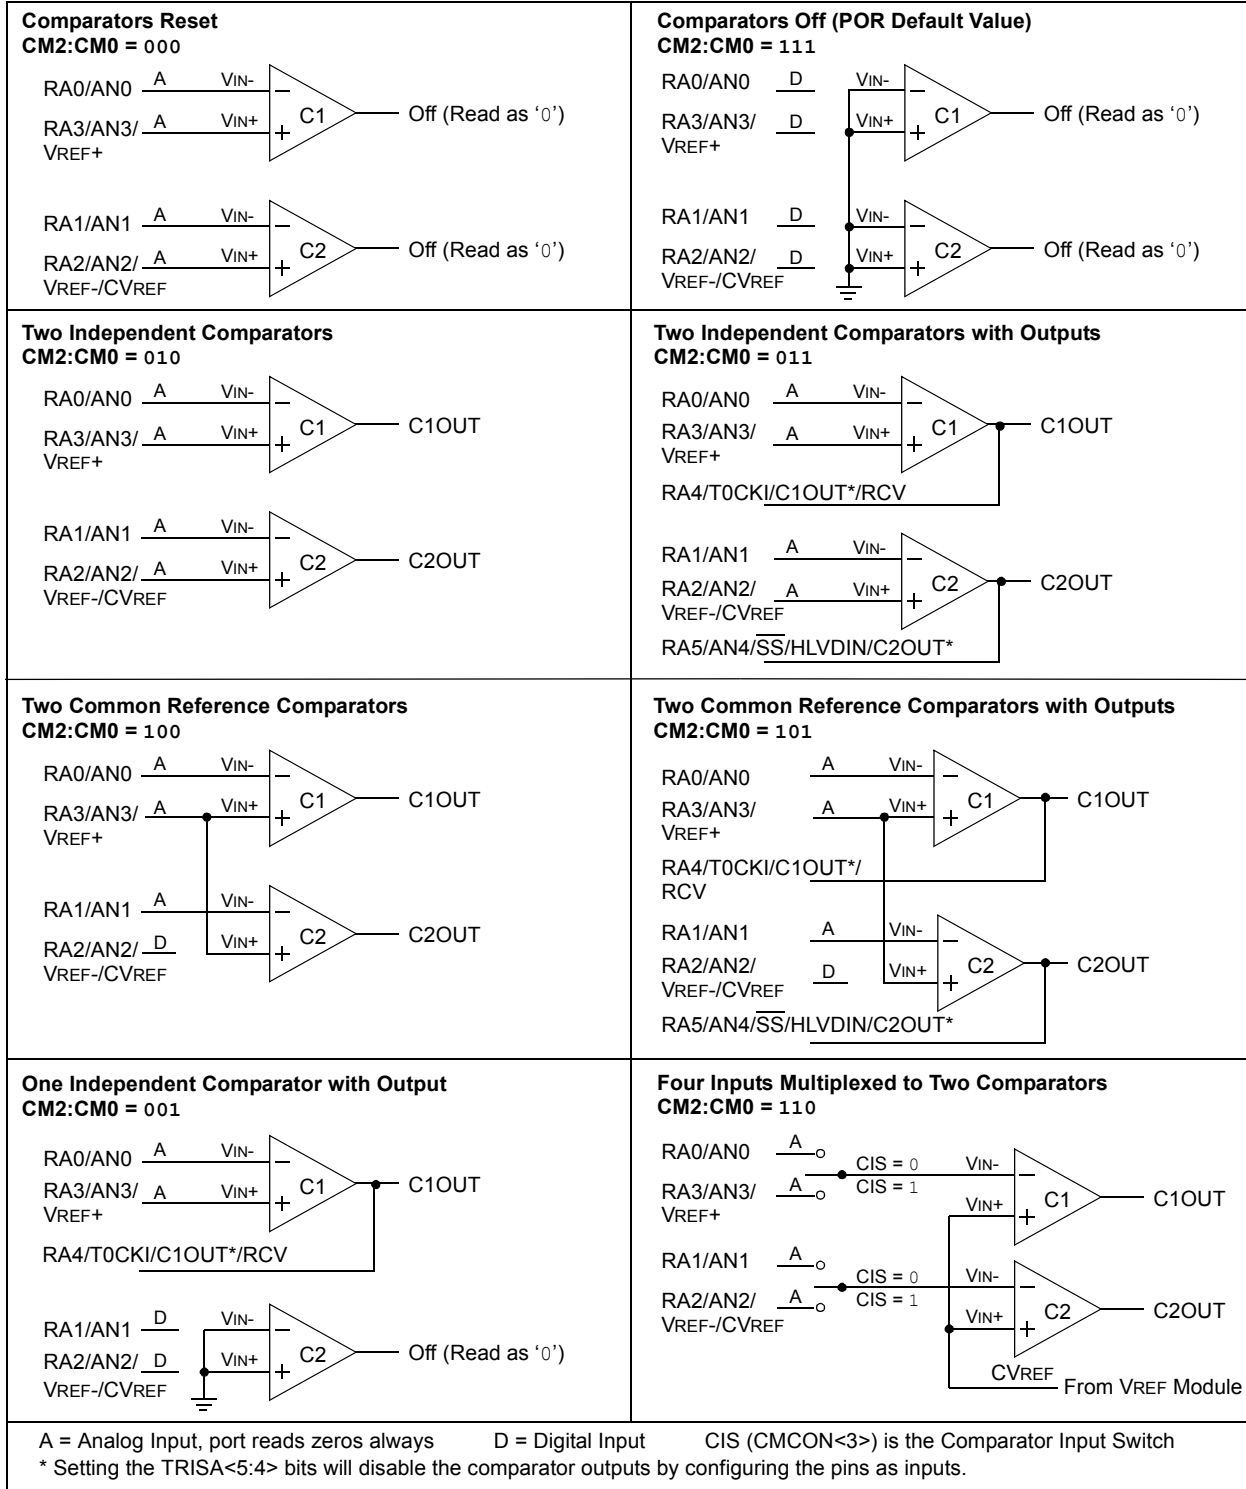 Comparators Reset
CM2:CM0 = 000
RA0/AN0 A VIN-
C1 Off (Read as ‘0’)
RA3/AN3/ A VIN+
VREF+
RA1/AN1 A VIN-
C2 Off (Read as ‘0’)
RA2/AN2/ A VIN+
VREF-/CVREF
Comparators Off (POR Default Value)
CM2:CM0 = 111
RA0/AN0 D VIN-
C1 Off (Read as ‘0’)
RA3/AN3/ D VIN+
VREF+
RA1/AN1 D VIN-
C2 Off (Read as ‘0’)
RA2/AN2/ D VIN+
VREF-/CVREF
Two Independent Comparators
CM2:CM0 = 010
RA0/AN0 A VIN-
C1 C1OUT
RA3/AN3/ A VIN+
VREF+
RA1/AN1 A VIN-
C2 C2OUT
RA2/AN2/ A VIN+
VREF-/CVREF
Two Independent Comparators with Outputs
CM2:CM0 = 011
RA0/AN0 A VIN-
C1 C1OUT
RA3/AN3/ A VIN+
VREF+
RA4/T0CKI/C1OUT*/RCV
RA1/AN1 A VIN-
C2 C2OUT
RA2/AN2/ A VIN+
VREF-/CVREF
RA5/AN4/SS/HLVDIN/C2OUT*
Two Common Reference Comparators
CM2:CM0 = 100
RA0/AN0 A VIN-
C1 C1OUT
RA3/AN3/ A VIN+
VREF+
RA1/AN1 A VIN-
C2 C2OUT
RA2/AN2/ D VIN+
VREF-/CVREF
Two Common Reference Comparators with Outputs
CM2:CM0 = 101
RA0/AN0 A VIN-
C1 C1OUT
RA3/AN3/ A VIN+
VREF+
RA4/T0CKI/C1OUT*/
RCV
RA1/AN1 A VIN-
C2 C2OUT
RA2/AN2/ D VIN+
VREF-/CVREF
RA5/AN4/SS/HLVDIN/C2OUT*
One Independent Comparator with Output
CM2:CM0 = 001
RA0/AN0 A VIN-
C1 C1OUT
RA3/AN3/ A VIN+
VREF+
RA4/T0CKI/C1OUT*/RCV
RA1/AN1 D VIN-
C2 Off (Read as ‘0’)
RA2/AN2/ D VIN+
VREF-/CVREF
Four Inputs Multiplexed to Two Comparators
CM2:CM0 = 110
RA0/AN0 A
CIS = 0 VIN-
RA3/AN3/ A CIS = 1
VREF+ VIN+ C1 C1OUT
RA1/AN1 A
CIS = 0 VIN-
RA2/AN2/ A CIS = 1
VREF-/CVREF VIN+ C2 C2OUT
CVREF
From VREF Module
A = Analog Input, port reads zeros always D = Digital Input CIS (CMCON<3>) is the Comparator Input Switch
* Setting the TRISA<5:4> bits will disable the comparator outputs by configuring the pins as inputs.